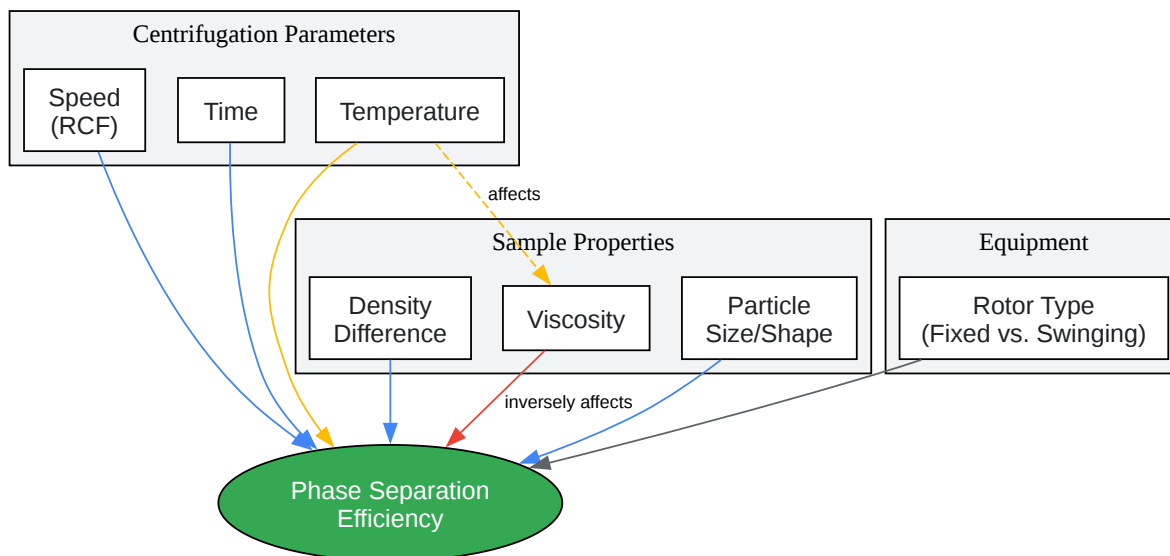 Centrifugation Parameters
Speed
(RCF)
Time
Temperature
affects
Sample Properties
Equipment
Density
Difference
Viscosity
Particle
Size/Shape
Rotor Type
(Fixed vs. Swinging)
inversely affects
Phase Separation
Efficiency